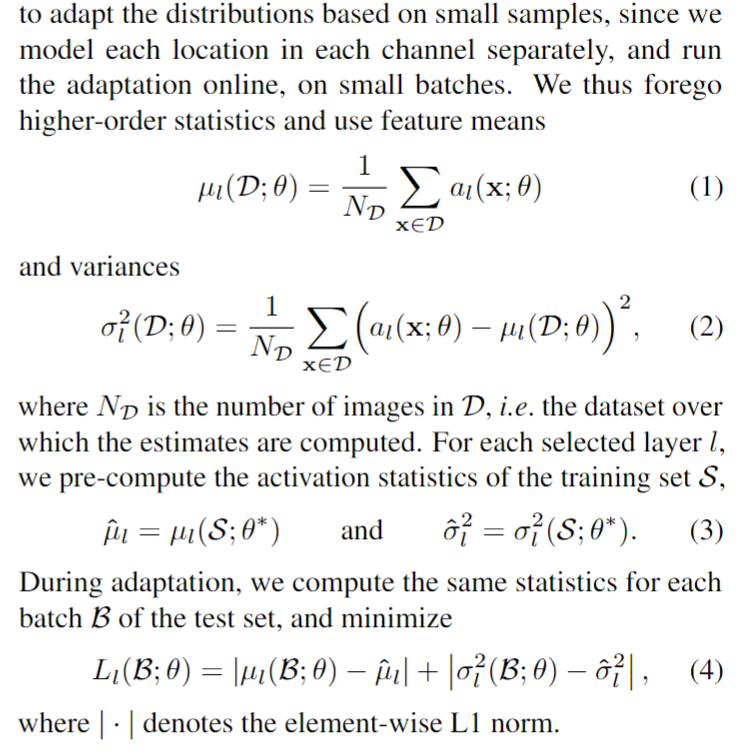 to adapt the distributions based on small samples, since we
model each location in each channel separately, and run
the adaptation online, on small batches. We thus forego
higher-order statistics and use feature means
μ_l(𝒟; θ) = 1/N_𝒟 ∑_{𝐱∈𝒟} a_l(𝐱; θ) (1)
and variances
σ_l^2(𝒟; θ) = 1/N_𝒟 ∑_{𝐱∈𝒟} (a_l(𝐱; θ) − μ_l(𝒟; θ))^2, (2)
where N_𝒟 is the number of images in 𝒟, i.e. the dataset over
which the estimates are computed. For each selected layer l,
we pre-compute the activation statistics of the training set 𝒮,
μ̂_l = μ_l(𝒮; θ*) and σ̂_l^2 = σ_l^2(𝒮; θ*). (3)
During adaptation, we compute the same statistics for each
batch ℬ of the test set, and minimize
L_l(ℬ; θ) = |μ_l(ℬ; θ) − μ̂_l| + |σ_l^2(ℬ; θ) − σ̂_l^2|, (4)
where | · | denotes the element-wise L1 norm.